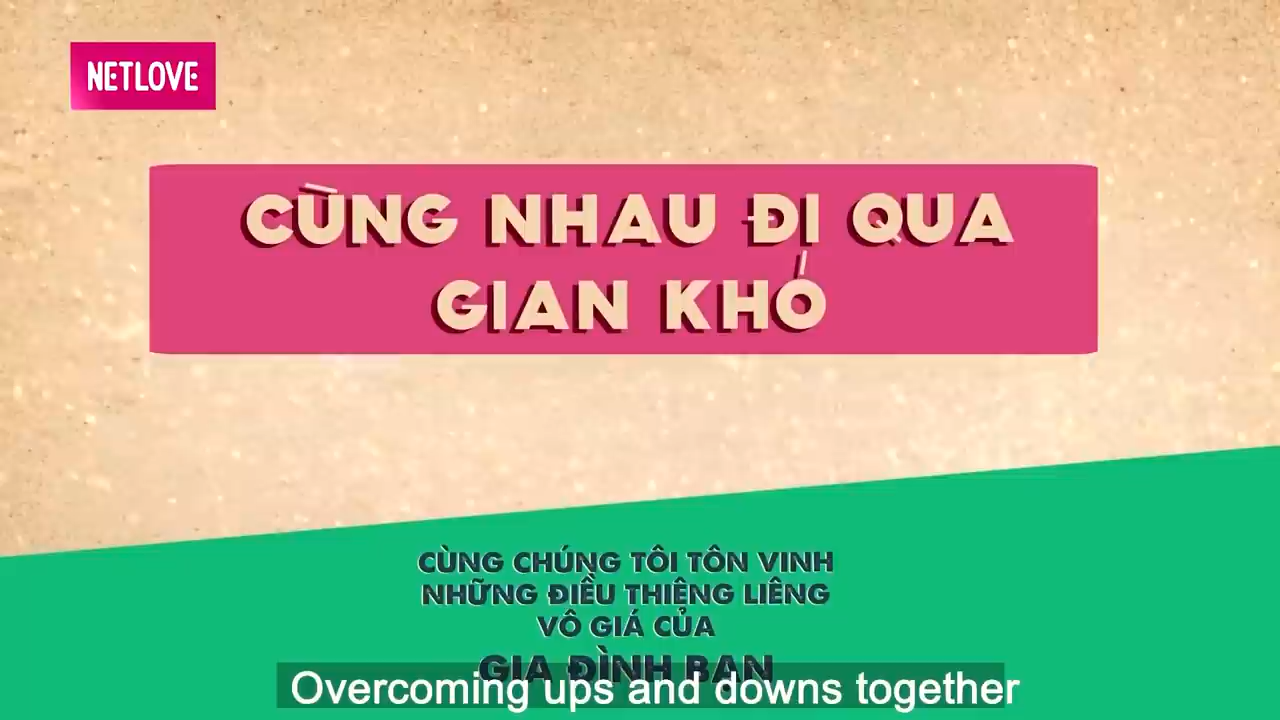 NETLOVE
CÙNG NHAU ĐI QUA
GIAN KHÓ
CÙNG CHÚNG TÔI TÔN VINH
NHỮNG ĐIỀU THIÊNG LIÊNG
VÔ GIÁ CỦA
GIA ĐÌNH BẠN
Overcoming ups and downs together